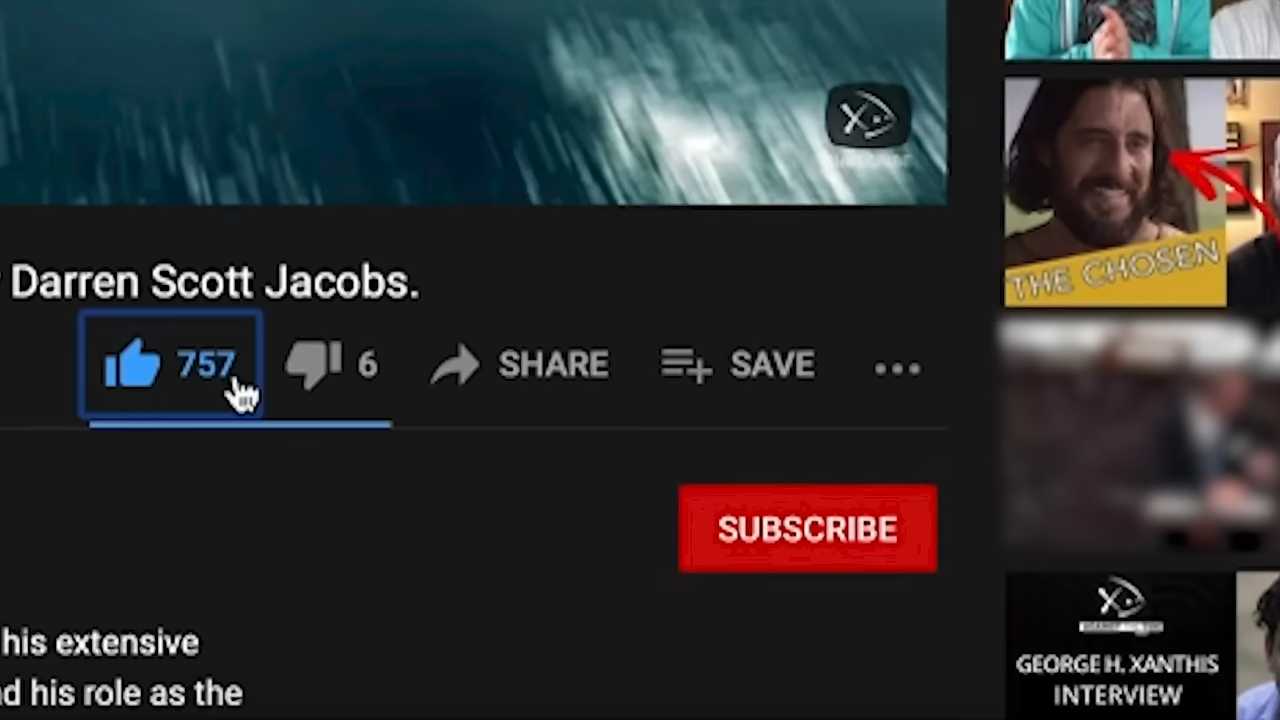 THE CHOSEN
Darren Scott Jacobs.
757
6
SHARE
SAVE
SUBSCRIBE
his extensive
his role as the
GEORGE H. XANTHIS
INTERVIEW